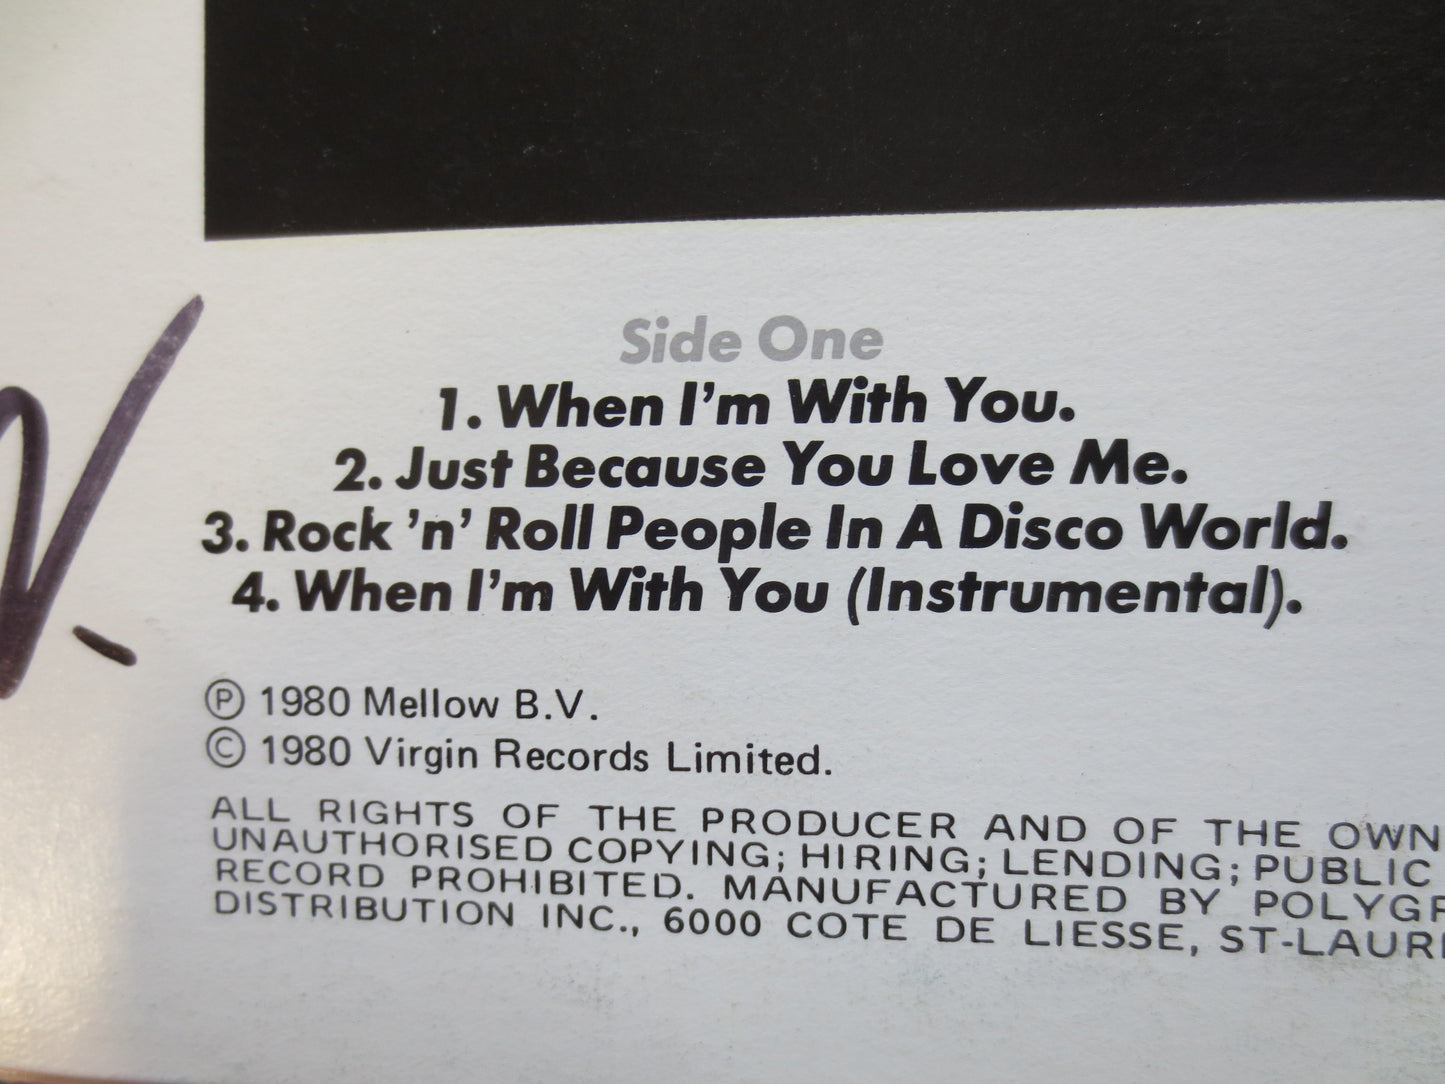 Side One
1. When I'm With You.
2. Just Because You Love Me.
3. Rock 'n' Roll People In A Disco World.
4. When I'm With You (Instrumental).
℗ 1980 Mellow B.V.
© 1980 Virgin Records Limited.
ALL RIGHTS OF THE PRODUCER AND OF THE OWN
UNAUTHORISED COPYING; HIRING; LENDING; PUBLIC
RECORD PROHIBITED. MANUFACTURED BY POLYGR
DISTRIBUTION INC., 6000 COTE DE LIESSE, ST-LAUR